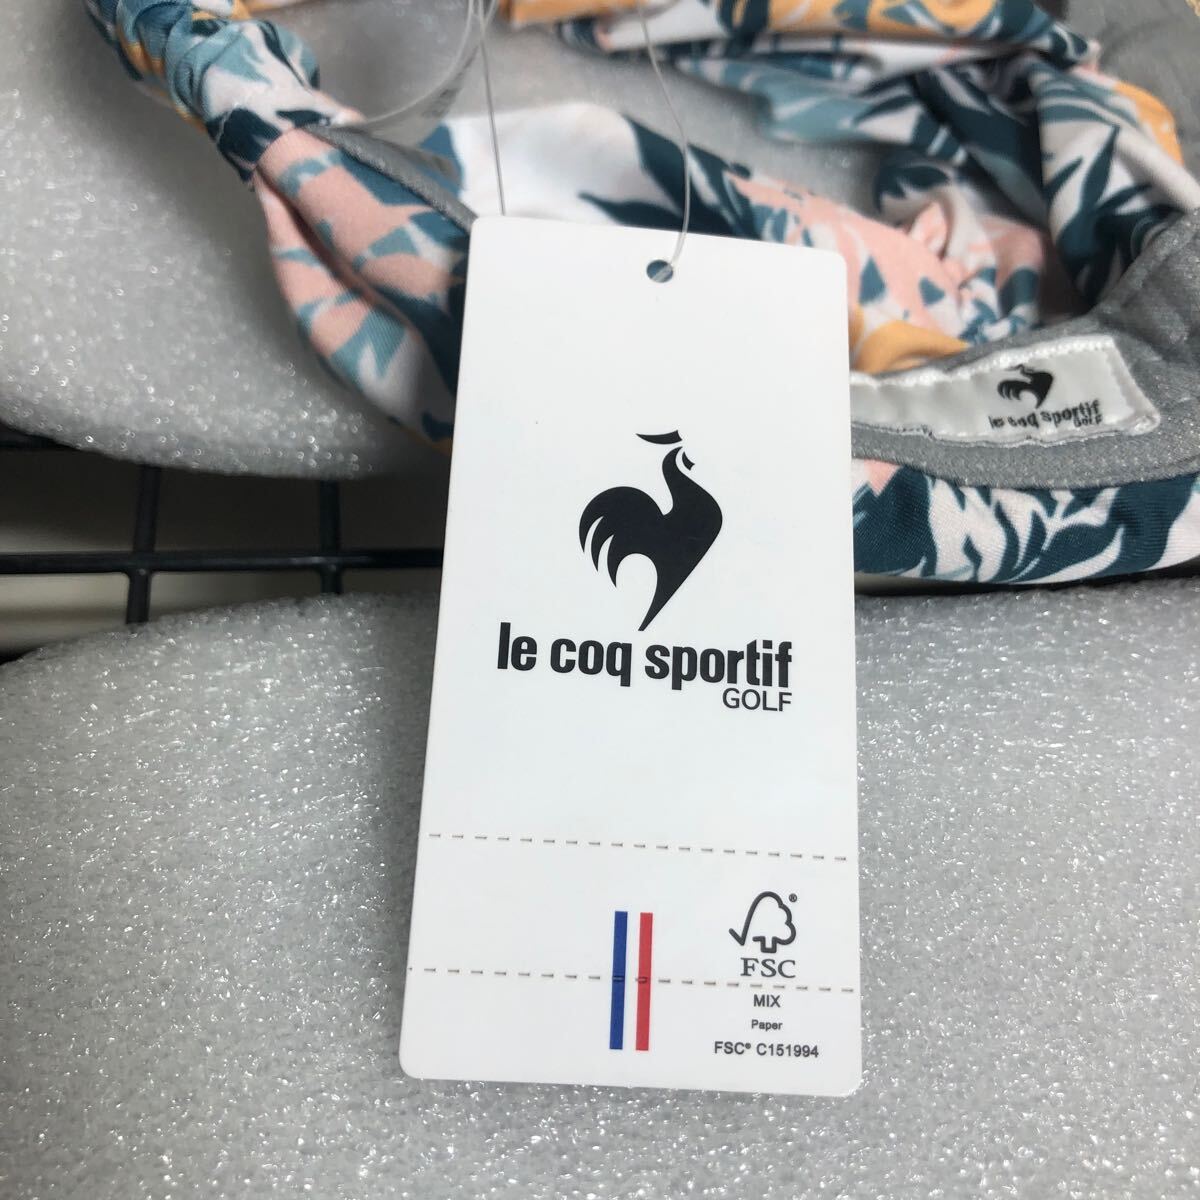 le coq sportif
GOLF
le coq sportif
GOLF
FSC
MIX
Paper
FSC® C151994